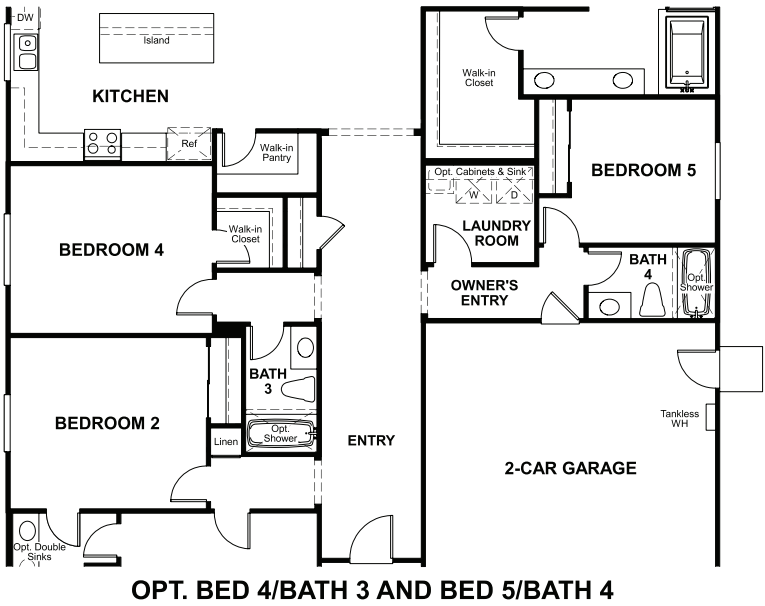 DW
Island
KITCHEN
Ref
Walk-in
Pantry
Walk-in
Closet
BEDROOM 5
Opt. Cabinets & Sink
W
D
LAUNDRY
ROOM
BEDROOM 4
Walk-in
Closet
OWNER'S
ENTRY
BATH
4
Opt.
Shower
BATH
3
BEDROOM 2
Opt.
Shower
Linen
ENTRY
Tankless
WH
2-CAR GARAGE
Opt. Double
Sinks
OPT. BED 4/BATH 3 AND BED 5/BATH 4